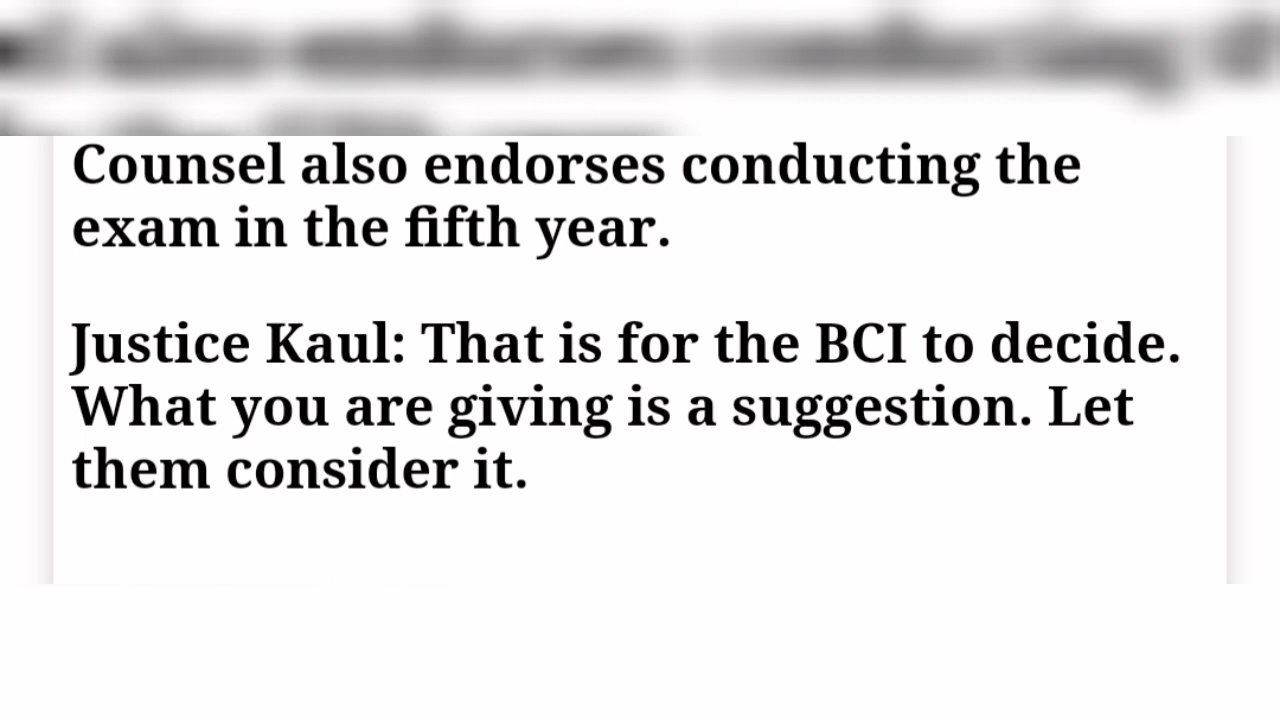 Counsel also endorses conducting the
exam in the fifth year.
Justice Kaul: That is for the BCI to decide.
What you are giving is a suggestion. Let
them consider it.